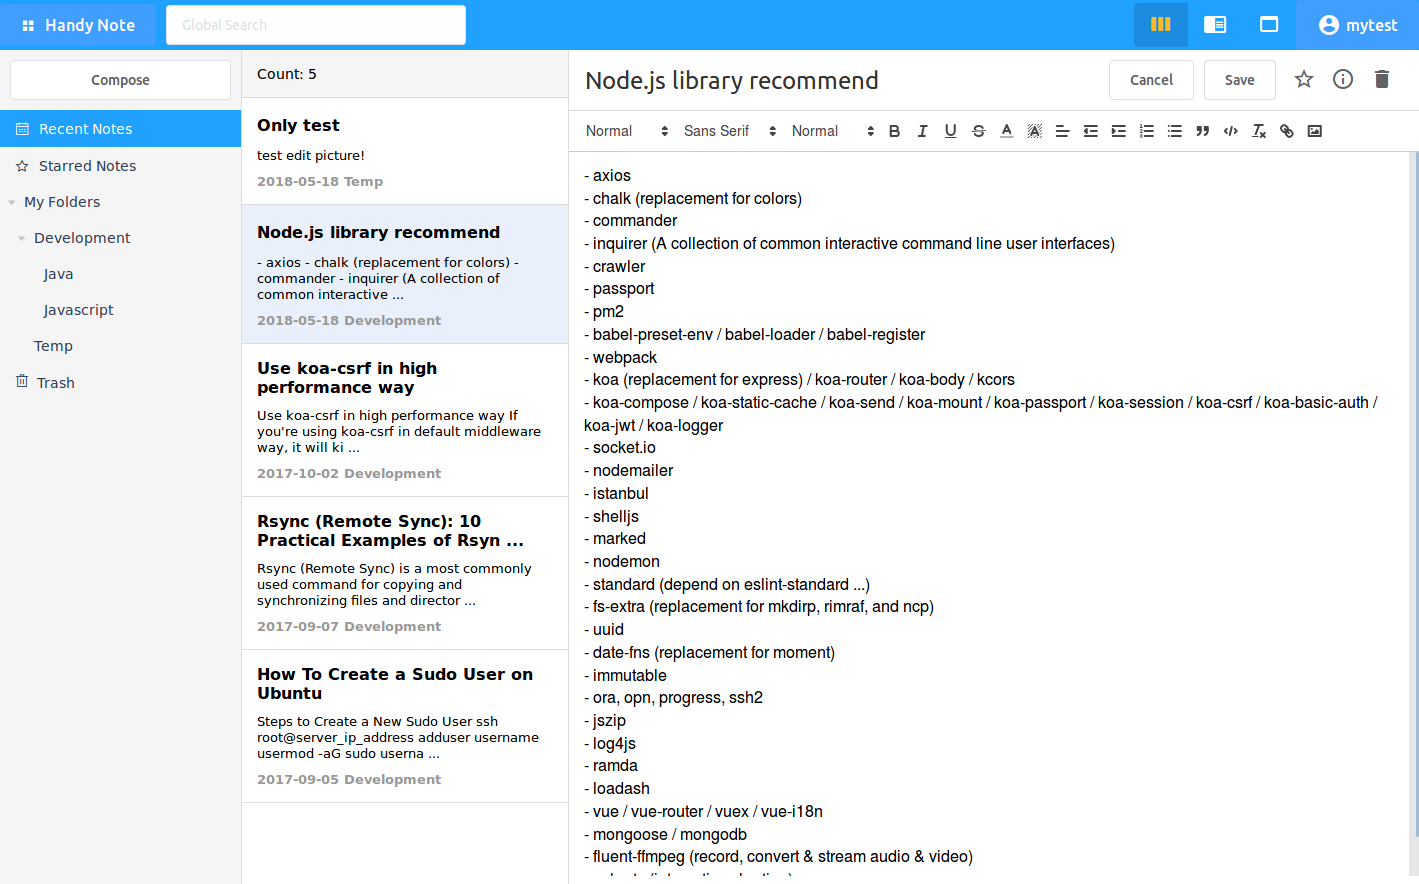 Handy Note
Global Search
mytest
Compose
Recent Notes
Starred Notes
My Folders
Development
Java
Javascript
Temp
Trash
Count: 5
Only test
test edit picture!
2018-05-18 Temp
Node.js library recommend
- axios - chalk (replacement for colors) -
commander - inquirer (A collection of
common interactive ...
2018-05-18 Development
Use koa-csrf in high
performance way
Use koa-csrf in high performance way If
you're using koa-csrf in default middleware
way, it will ki ...
2017-10-02 Development
Rsync (Remote Sync): 10
Practical Examples of Rsyn ...
Rsync (Remote Sync) is a most commonly
used command for copying and
synchronizing files and director ...
2017-09-07 Development
How To Create a Sudo User on
Ubuntu
Steps to Create a New Sudo User ssh
root@server_ip_address adduser username
usermod -aG sudo userna ...
2017-09-05 Development
Node.js library recommend
Cancel
Save
Normal Sans Serif Normal
- axios
- chalk (replacement for colors)
- commander
- inquirer (A collection of common interactive command line user interfaces)
- crawler
- passport
- pm2
- babel-preset-env / babel-loader / babel-register
- webpack
- koa (replacement for express) / koa-router / koa-body / kcors
- koa-compose / koa-static-cache / koa-send / koa-mount / koa-passport / koa-session / koa-csrf / koa-basic-auth /
koa-jwt / koa-logger
- socket.io
- nodemailer
- istanbul
- shelljs
- marked
- nodemon
- standard (depend on eslint-standard ...)
- fs-extra (replacement for mkdirp, rimraf, and ncp)
- uuid
- date-fns (replacement for moment)
- immutable
- ora, opn, progress, ssh2
- jszip
- log4js
- ramda
- loadash
- vue / vue-router / vuex / vue-i18n
- mongoose / mongodb
- fluent-ffmpeg (record, convert & stream audio & video)